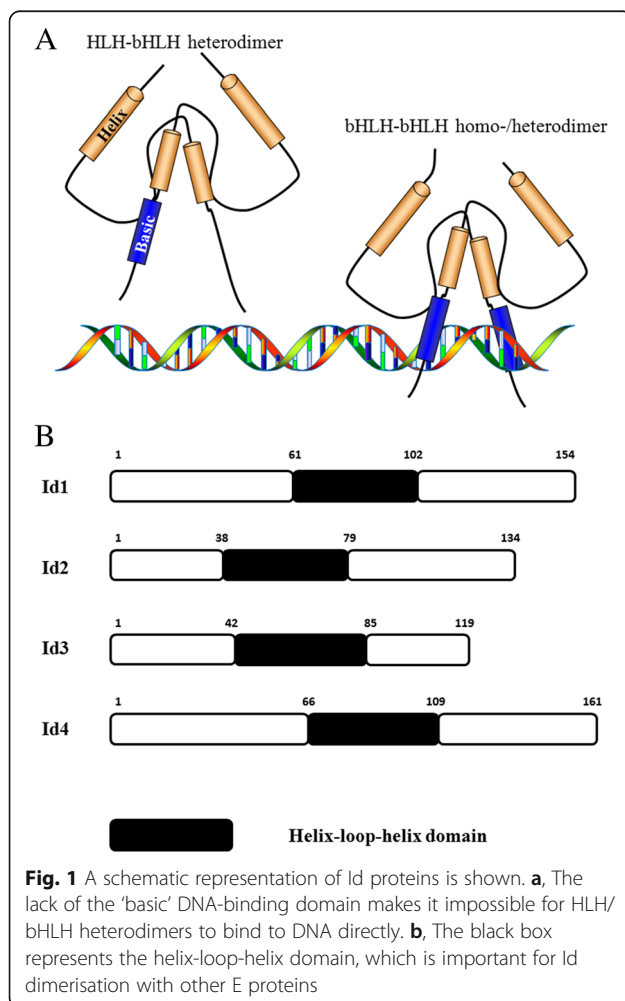 A
HLH-bHLH heterodimer
bHLH-bHLH homo-/heterodimer
Helix
Basic
B
1 61 102 154
Id1
1 38 79 134
Id2
1 42 85 119
Id3
1 66 109 161
Id4
Helix-loop-helix domain
Fig. 1 A schematic representation of Id proteins is shown. a, The
lack of the ‘basic’ DNA-binding domain makes it impossible for HLH/
bHLH heterodimers to bind to DNA directly. b, The black box
represents the helix-loop-helix domain, which is important for Id
dimerisation with other E proteins